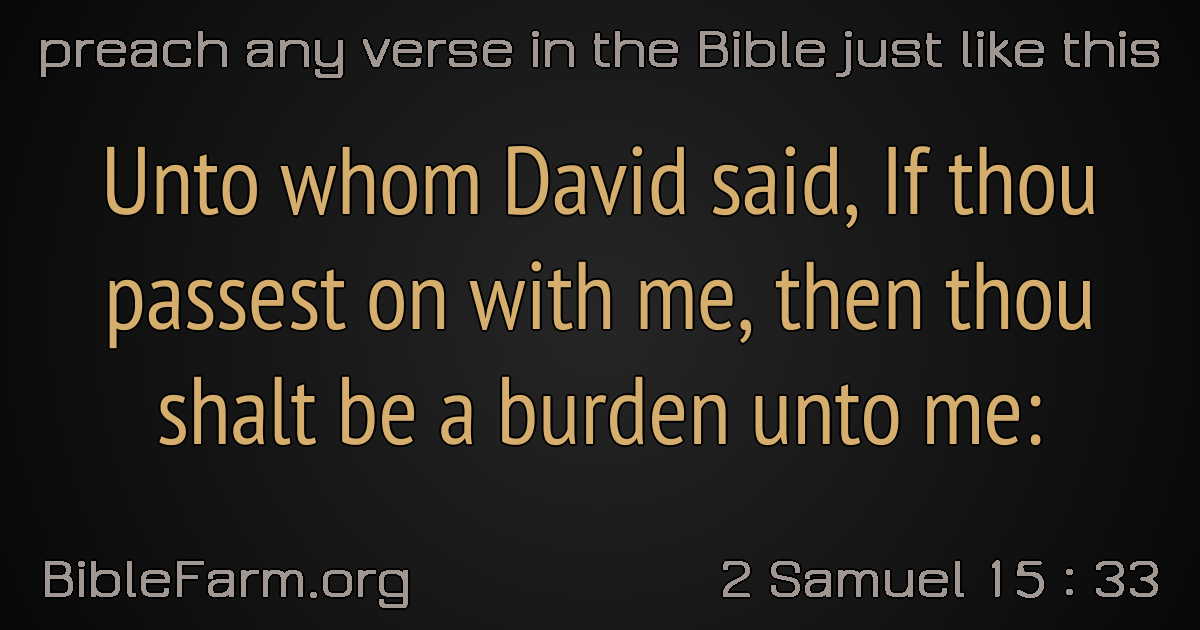 preach any verse in the Bible just like this
Unto whom David said, If thou
passest on with me, then thou
shalt be a burden unto me:
BibleFarm.org
2 Samuel 15 : 33